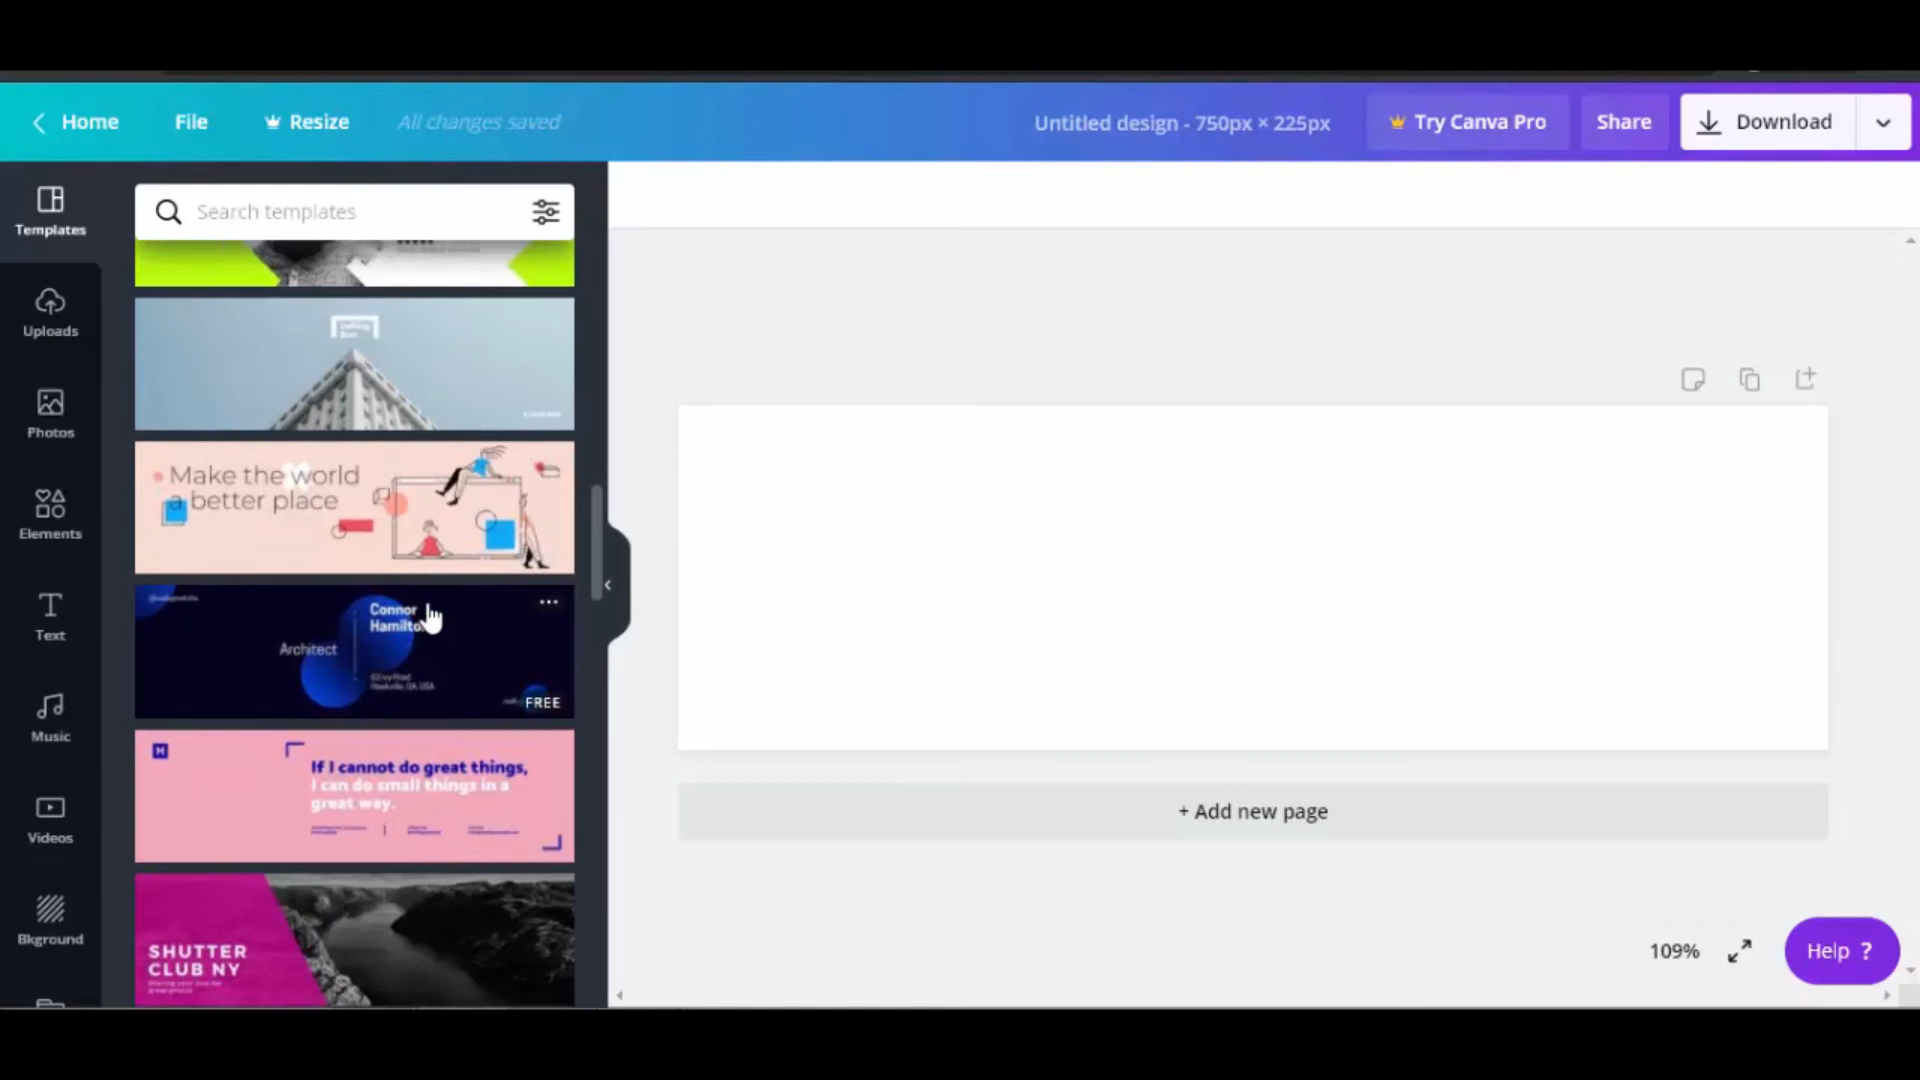 Home
File
Resize
All changes saved
Untitled design - 750px × 225px
Try Canva Pro
Share
Download
Templates
Uploads
Photos
Elements
Text
Music
Videos
Bkground
Search templates
Make the world
a better place
Connor
Architect
FREE
M
If I cannot do great things,
I can do small things in a
great way.
SHUTTER
CLUB NY
+ Add new page
109%
Help ?